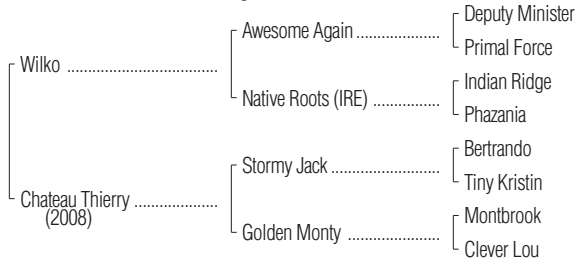 Deputy Minister
Awesome Again ..................
Primal Force
Wilko .................................
Indian Ridge
Native Roots (IRE) ..............
Phazania
Bertrando
Stormy Jack .......................
Tiny Kristin
Chateau Thierry ..................
(2008)
Montbrook
Golden Monty ....................
Clever Lou